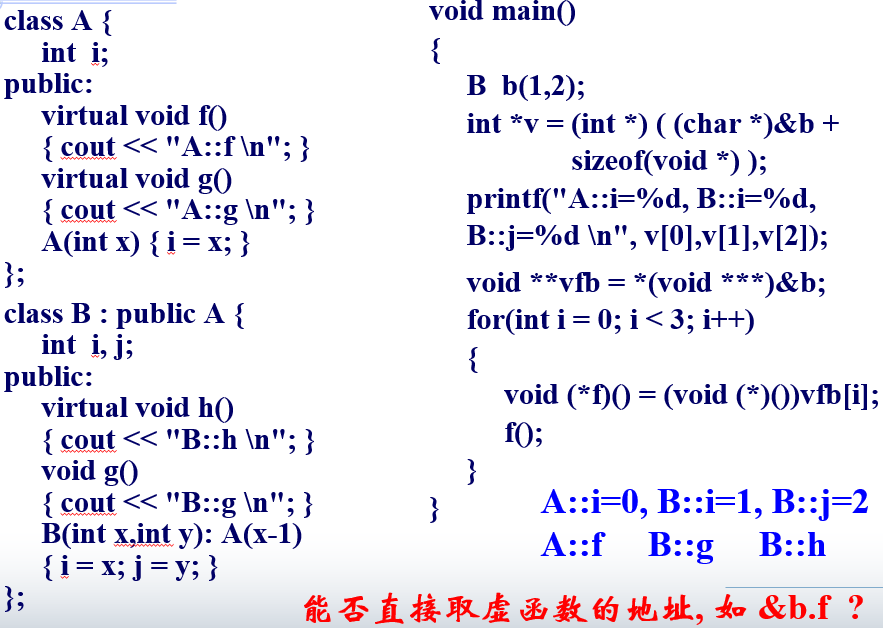 class A {
int i;
public:
virtual void f()
{ cout << "A::f \n"; }
virtual void g()
{ cout << "A::g \n"; }
A(int x) { i = x; }
};
class B : public A {
int i, j;
public:
virtual void h()
{ cout << "B::h \n"; }
void g()
{ cout << "B::g \n"; }
B(int x,int y): A(x-1)
{ i = x; j = y; }
};
void main()
{
B b(1,2);
int *v = (int *) ( (char *)&b +
sizeof(void *) );
printf("A::i=%d, B::i=%d,
B::j=%d \n", v[0],v[1],v[2]);
void **vfb = *(void ***)&b;
for(int i = 0; i < 3; i++)
{
void (*f)() = (void (*)())vfb[i];
f();
}
}
A::i=0, B::i=1, B::j=2
A::f B::g B::h
能否直接取虚函数的地址, 如 &b.f ?